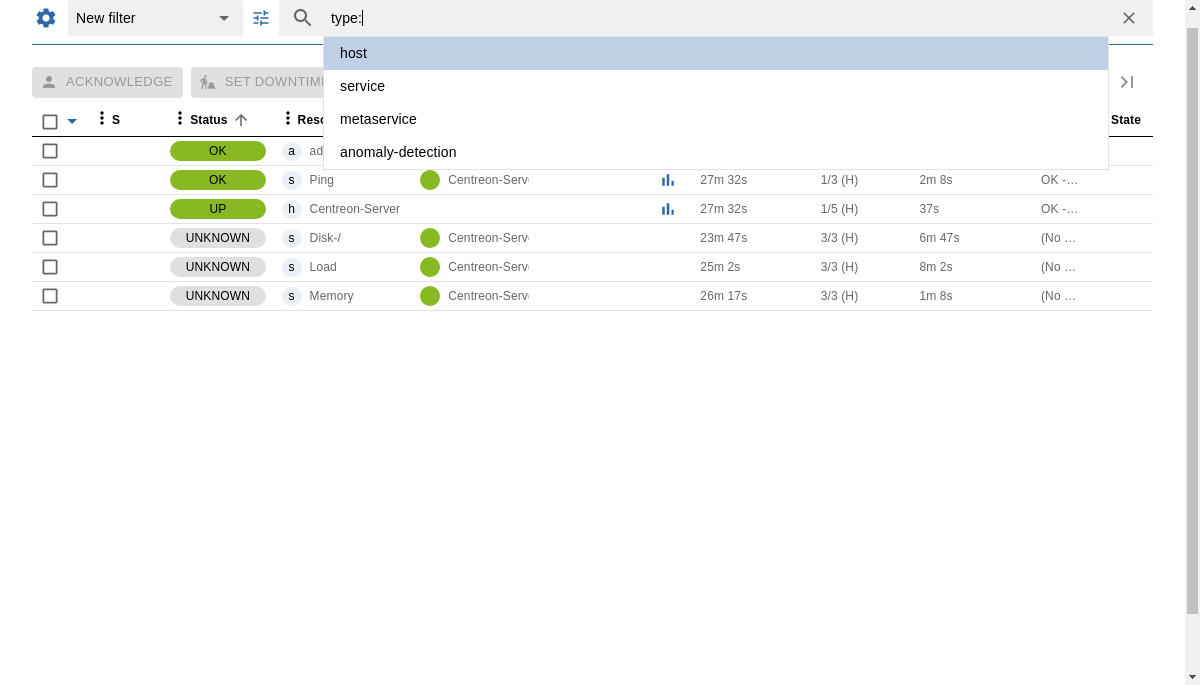 New filter type:
host
service
metaservice
anomaly-detection
ACKNOWLEDGE SET DOWNTIM
S Status Reso State
OK a ad
OK s Ping Centreon-Serv 27m 32s 1/3 (H) 2m 8s OK -…
UP h Centreon-Server 27m 32s 1/5 (H) 37s OK -…
UNKNOWN s Disk-/ Centreon-Serv 23m 47s 3/3 (H) 6m 47s (No …
UNKNOWN s Load Centreon-Serv 25m 2s 3/3 (H) 8m 2s (No …
UNKNOWN s Memory Centreon-Serv 26m 17s 3/3 (H) 1m 8s (No …